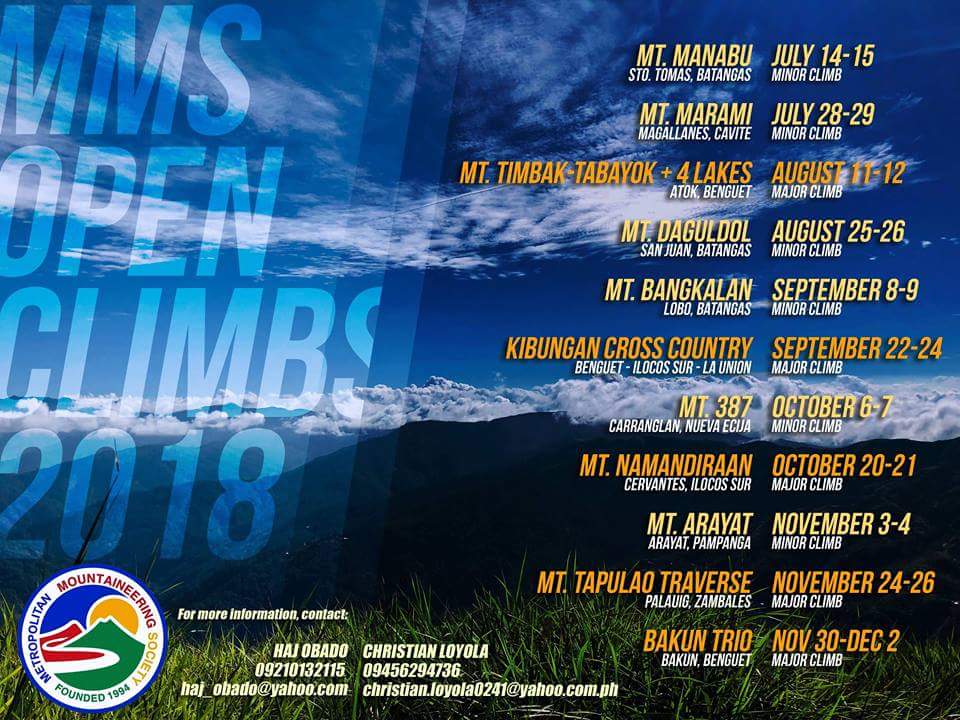 MMS
OPEN
CLIMBS
2018
MT. MANABU JULY 14-15
STO. TOMAS, BATANGAS MINOR CLIMB
MT. MARAMI JULY 28-29
MAGALLANES, CAVITE MINOR CLIMB
MT. TIMBAK-TABAYOK + 4 LAKES AUGUST 11-12
ATOK, BENGUET MAJOR CLIMB
MT. DAGULDOL AUGUST 25-26
SAN JUAN, BATANGAS MINOR CLIMB
MT. BANGKALAN SEPTEMBER 8-9
LOBO, BATANGAS MINOR CLIMB
KIBUNGAN CROSS COUNTRY SEPTEMBER 22-24
BENGUET - ILOCOS SUR - LA UNION MAJOR CLIMB
MT. 387 OCTOBER 6-7
CARRANGLAN, NUEVA ECIJA MINOR CLIMB
MT. NAMANDIRAAN OCTOBER 20-21
CERVANTES, ILOCOS SUR MAJOR CLIMB
MT. ARAYAT NOVEMBER 3-4
ARAYAT, PAMPANGA MINOR CLIMB
MT. TAPULAO TRAVERSE NOVEMBER 24-26
PALAUIG, ZAMBALES MAJOR CLIMB
BAKUN TRIO NOV 30-DEC 2
BAKUN, BENGUET MAJOR CLIMB
METROPOLITAN MOUNTAINEERING SOCIETY
FOUNDED 1994
For more information, contact:
HAJ OBADO CHRISTIAN LOYOLA
09210132115 09456294736
haj_obado@yahoo.com christian.loyola0241@yahoo.com.ph